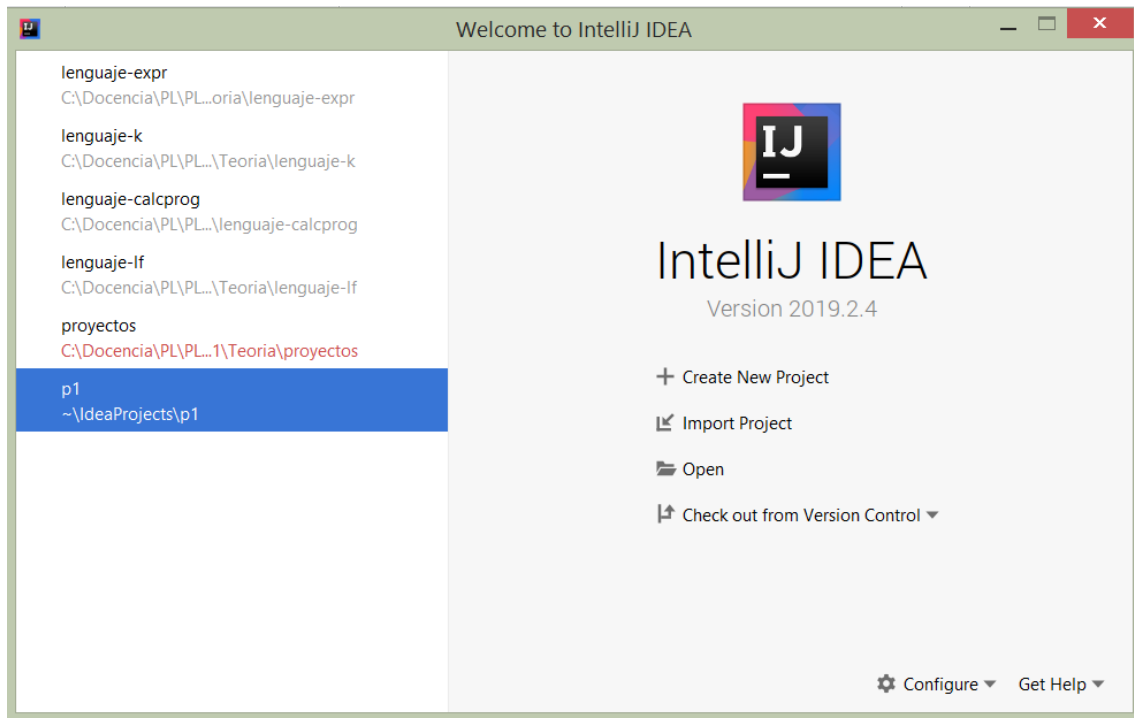 Welcome to IntelliJ IDEA
lenguaje-expr
C:\Docencia\PL\PL...oria\lenguaje-expr
lenguaje-k
C:\Docencia\PL\PL...\Teoria\lenguaje-k
lenguaje-calcprog
C:\Docencia\PL\PL...\lenguaje-calcprog
lenguaje-lf
C:\Docencia\PL\PL...\Teoria\lenguaje-lf
proyectos
C:\Docencia\PL\PL...1\Teoria\proyectos
p1
~\IdeaProjects\p1
IJ
IntelliJ IDEA
Version 2019.2.4
Create New Project
Import Project
Open
Check out from Version Control
Configure
Get Help